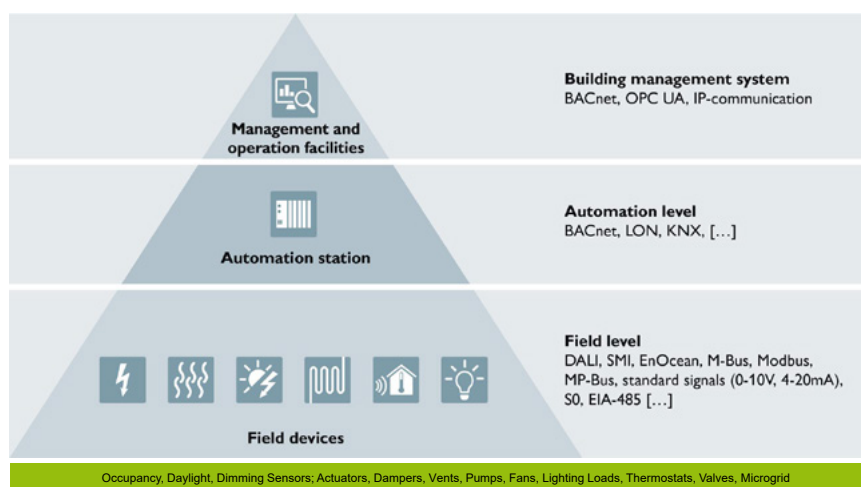 Management and
operation facilities
Building management system
BACnet, OPC UA, IP-communication
Automation station
Automation level
BACnet, LON, KNX, […]
Field devices
Field level
DALI, SMI, EnOcean, M-Bus, Modbus,
MP-Bus, standard signals (0-10V, 4-20mA),
S0, EIA-485 […]
Occupancy, Daylight, Dimming Sensors; Actuators, Dampers, Vents, Pumps, Fans, Lighting Loads, Thermostats, Valves, Microgrid